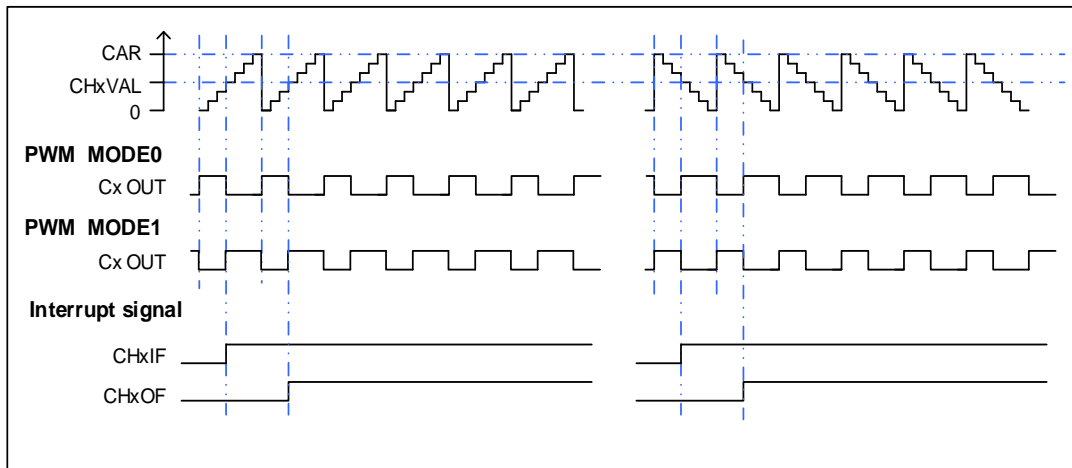 CAR
CHxVAL
0
PWM MODE0
Cx OUT
PWM MODE1
Cx OUT
Interrupt signal
CHxIF
CHxOF